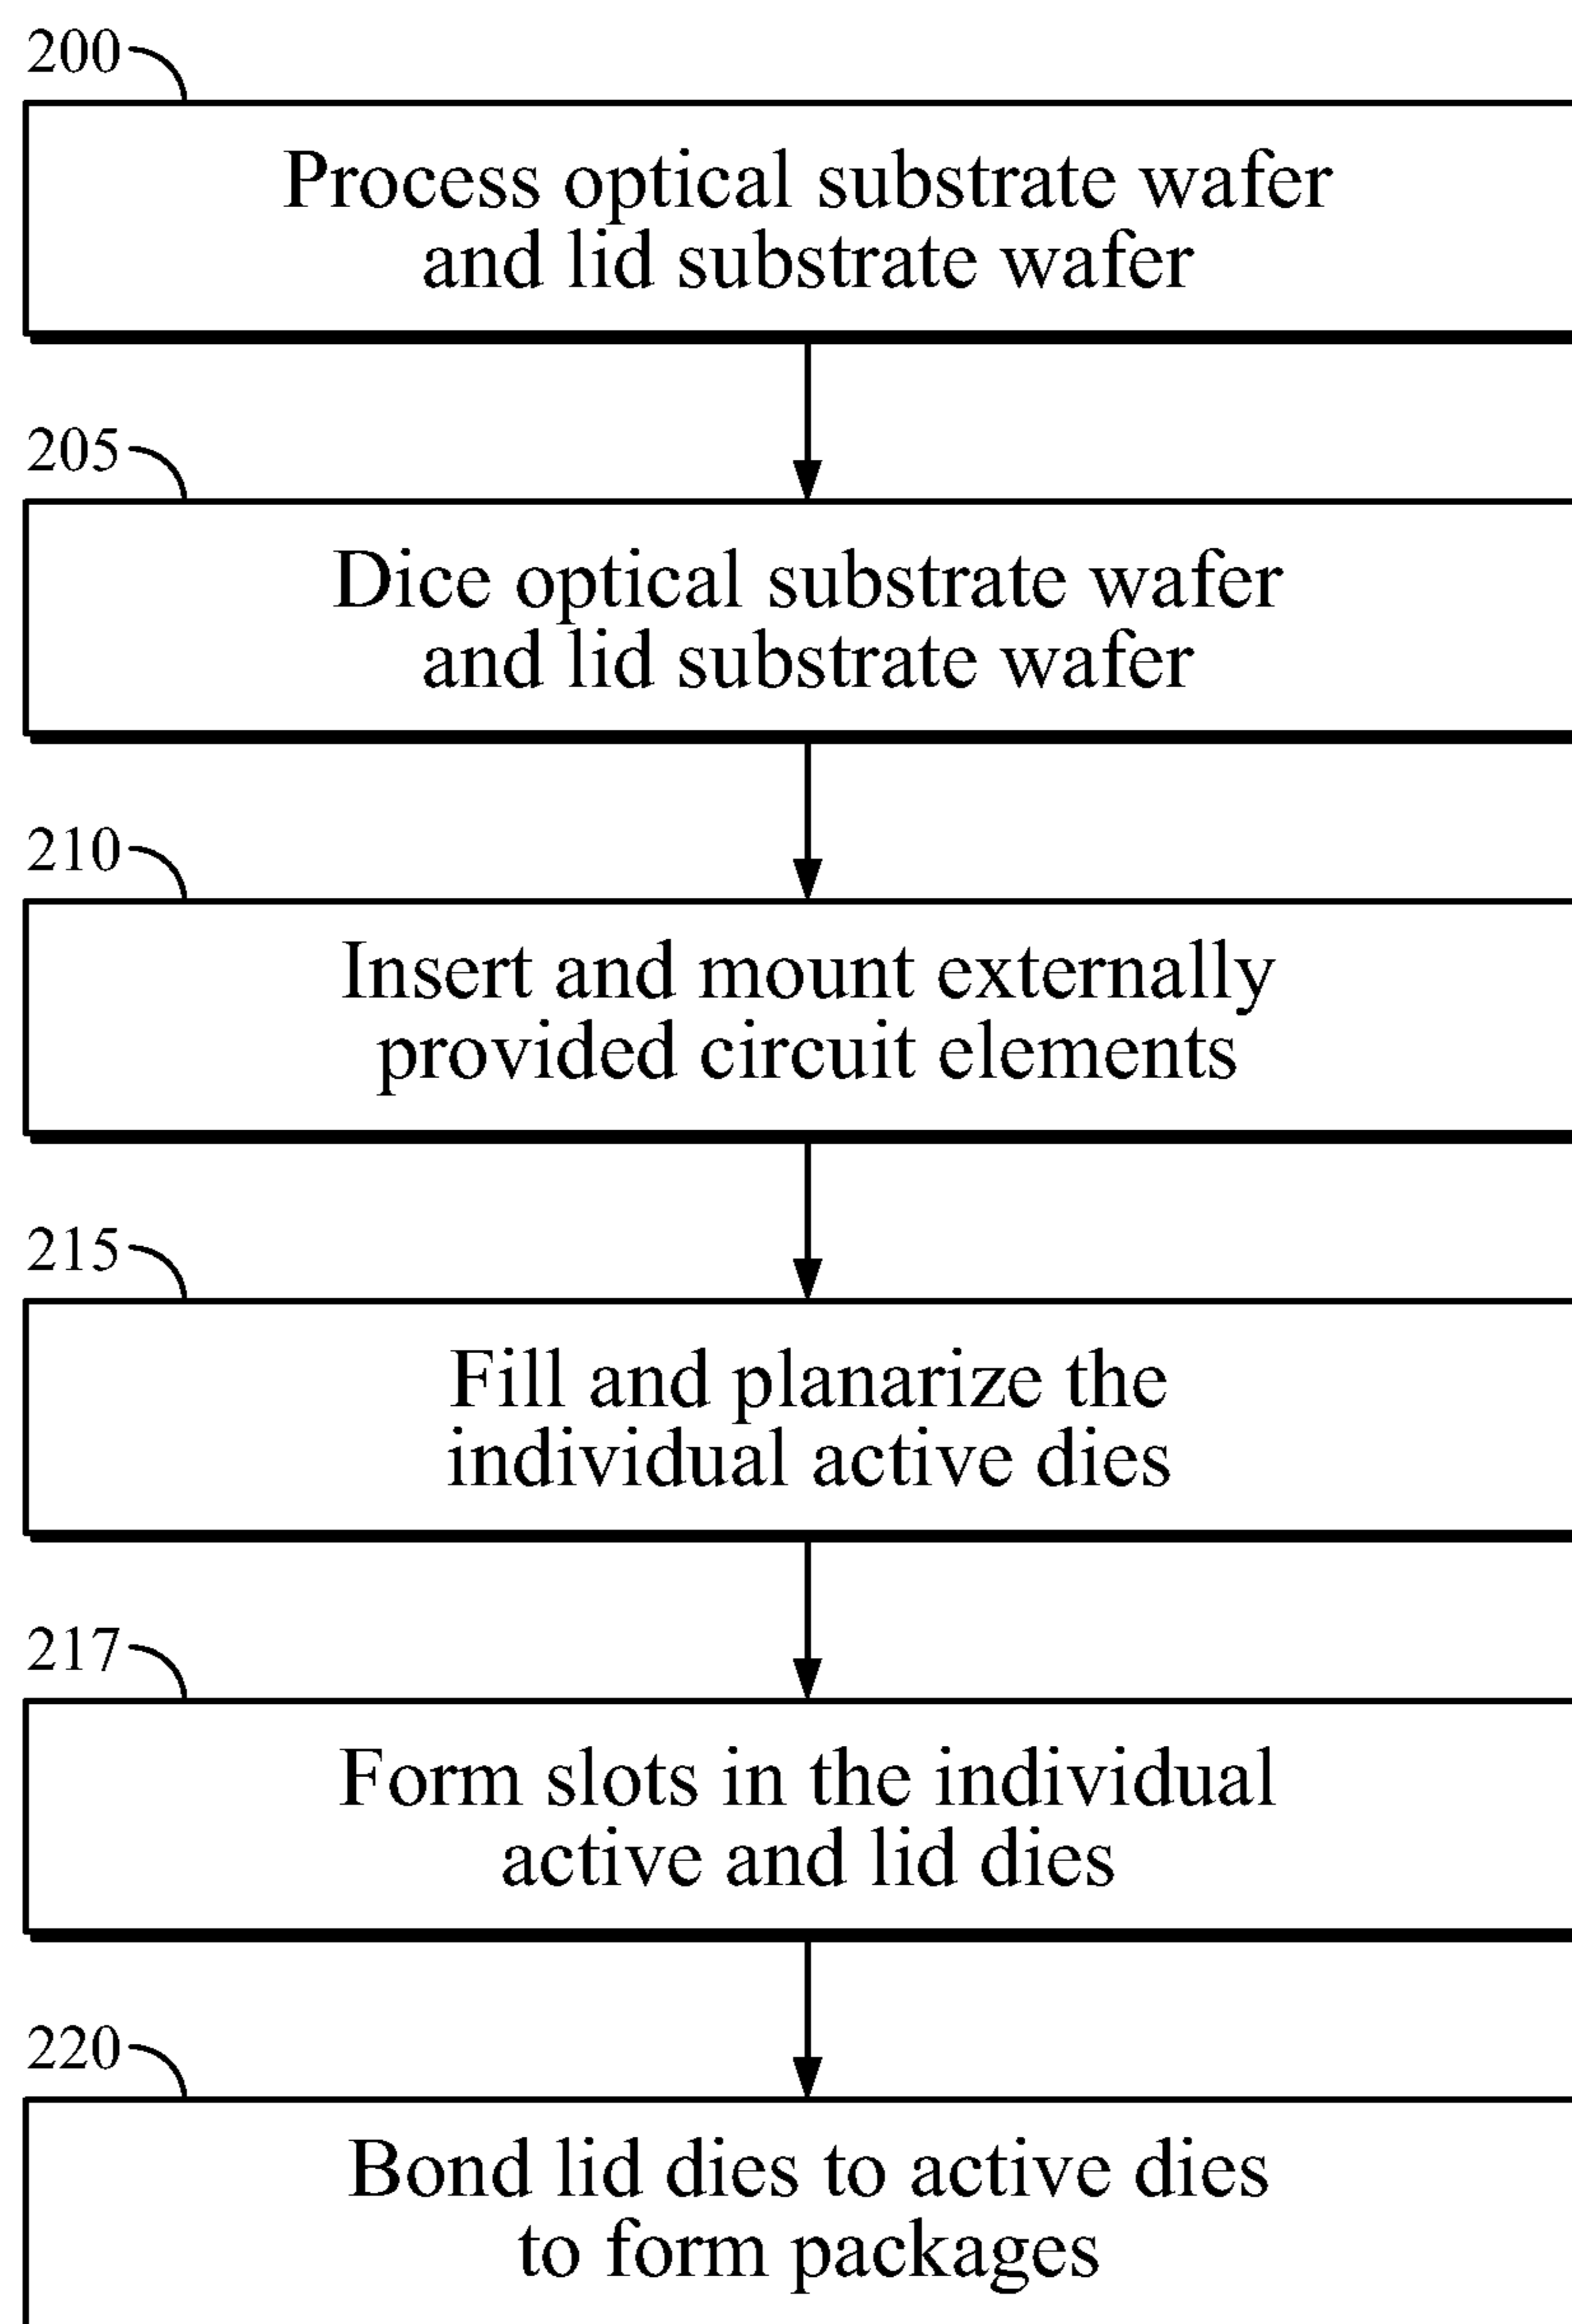 200
Process optical substrate wafer
and lid substrate wafer
205
Dice optical substrate wafer
and lid substrate wafer
210
Insert and mount externally
provided circuit elements
215
Fill and planarize the
individual active dies
217
Form slots in the individual
active and lid dies
220
Bond lid dies to active dies
to form packages